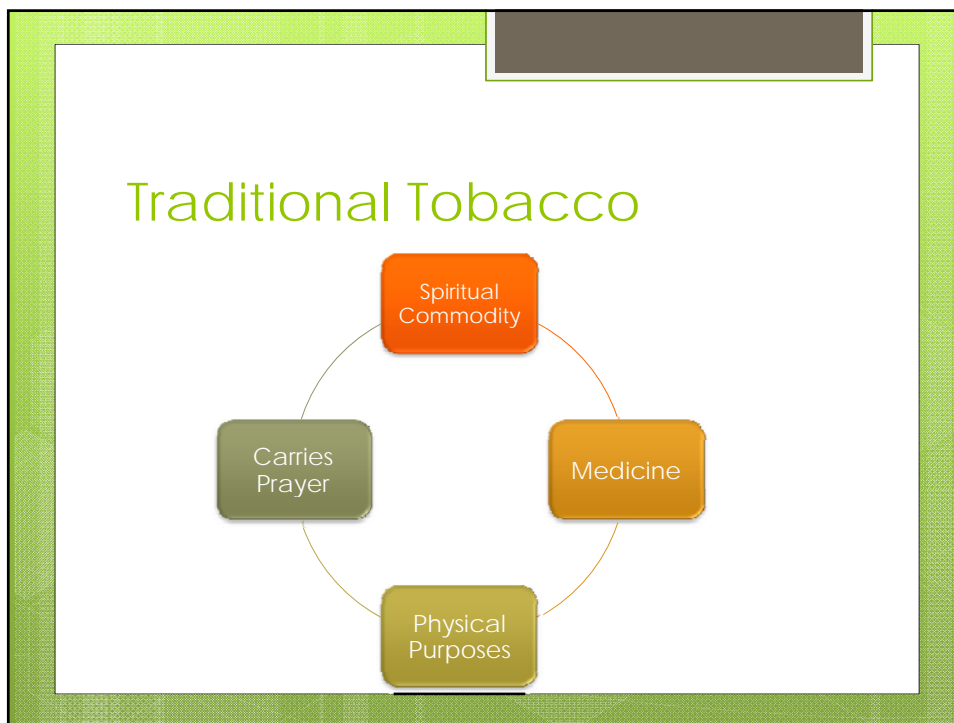 Traditional Tobacco
Spiritual
Commodity
Carries
Prayer
Medicine
Physical
Purposes